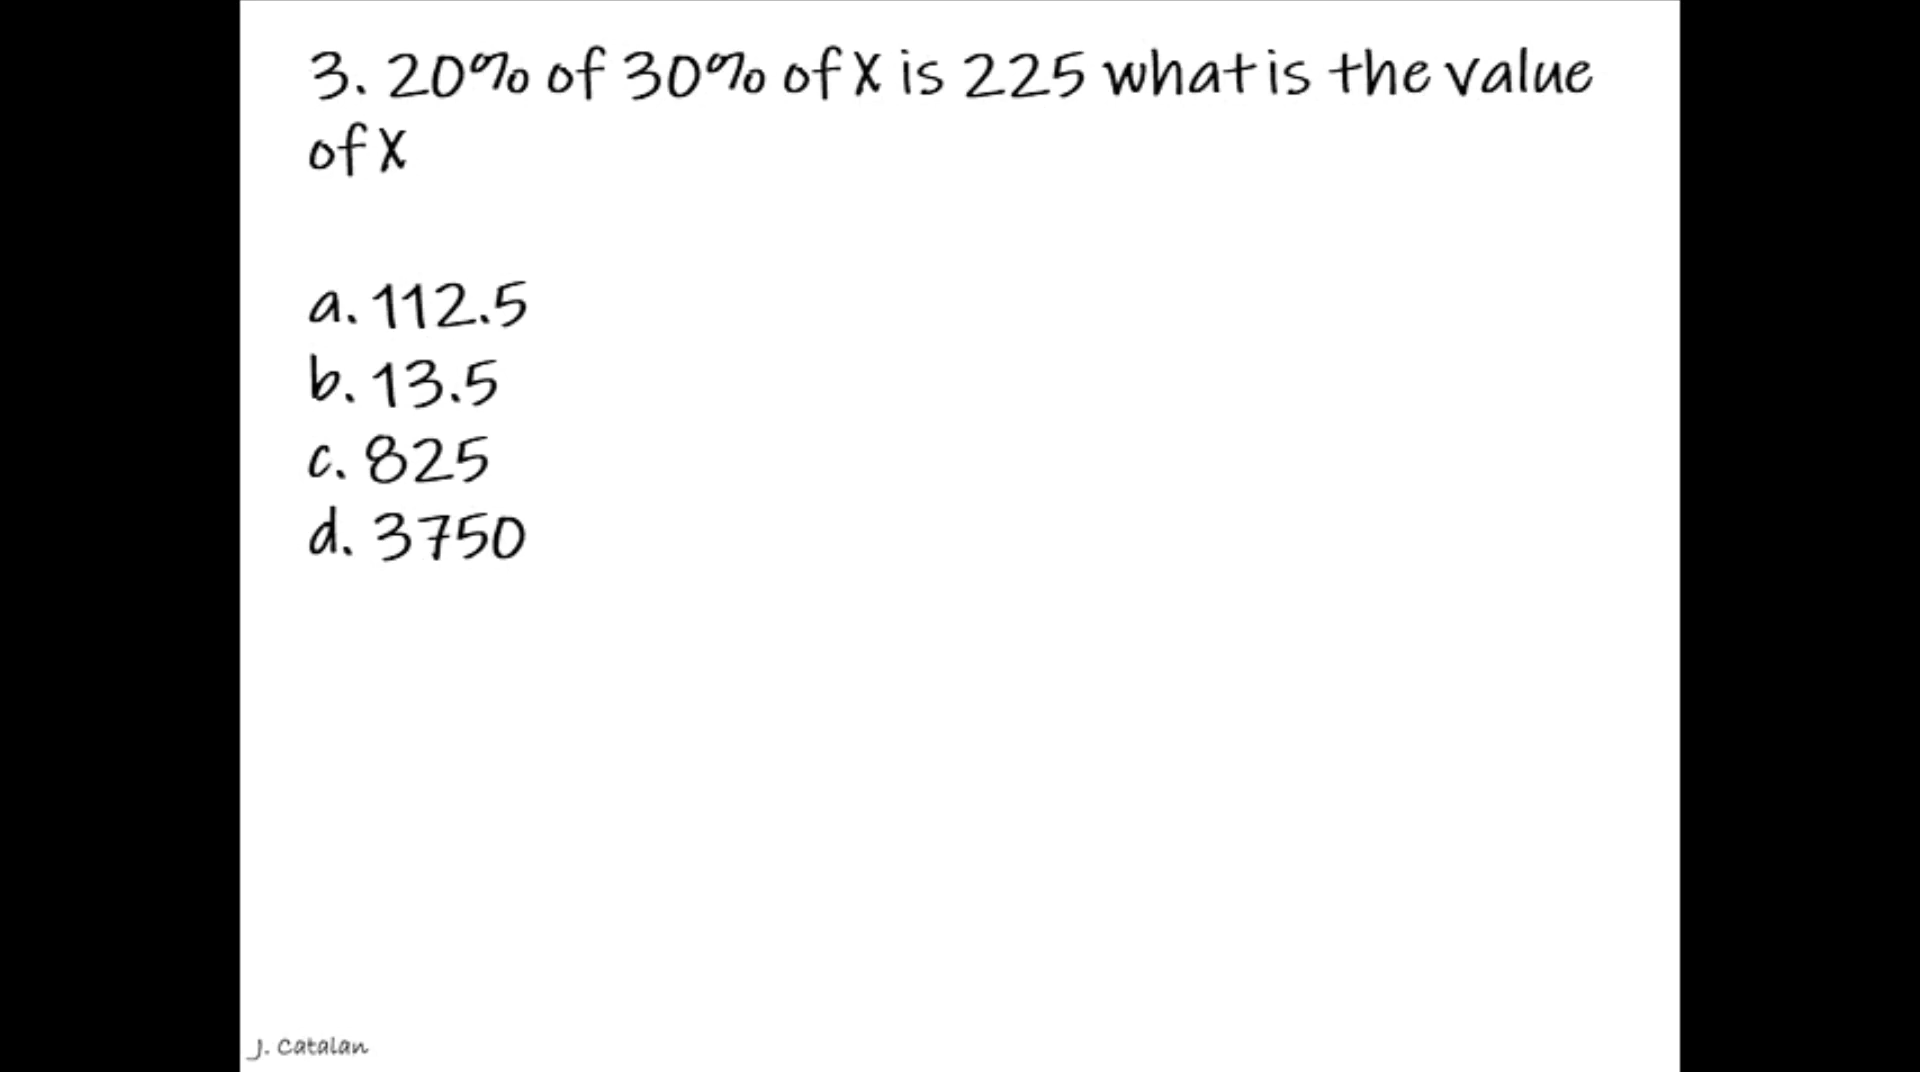 3. 20% of 30% of X is 225 what is the value
of X
a. 112.5
b. 13.5
c. 825
d. 3750
J. Catalan